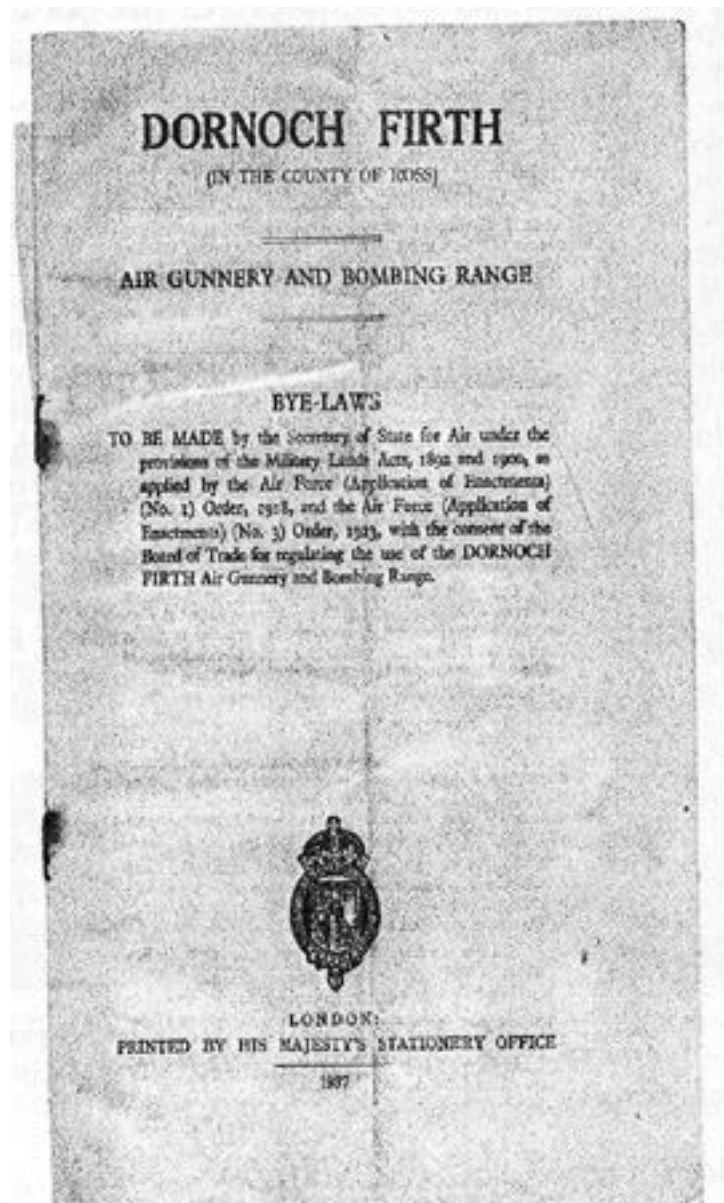 DORNOCH FIRTH
(IN THE COUNTY OF ROSS)
AIR GUNNERY AND BOMBING RANGE
BYE-LAWS
TO BE MADE by the Secretary of State for Air under the
provisions of the Military Lands Acts, 1892 and 1900, as
applied by the Air Force (Application of Enactments)
(No. 1) Order, 1918, and the Air Force (Application of
Enactments) (No. 3) Order, 1923, with the consent of the
Board of Trade for regulating the use of the DORNOCH
FIRTH Air Gunnery and Bombing Range.
LONDON:
PRINTED BY HIS MAJESTY'S STATIONERY OFFICE
1937